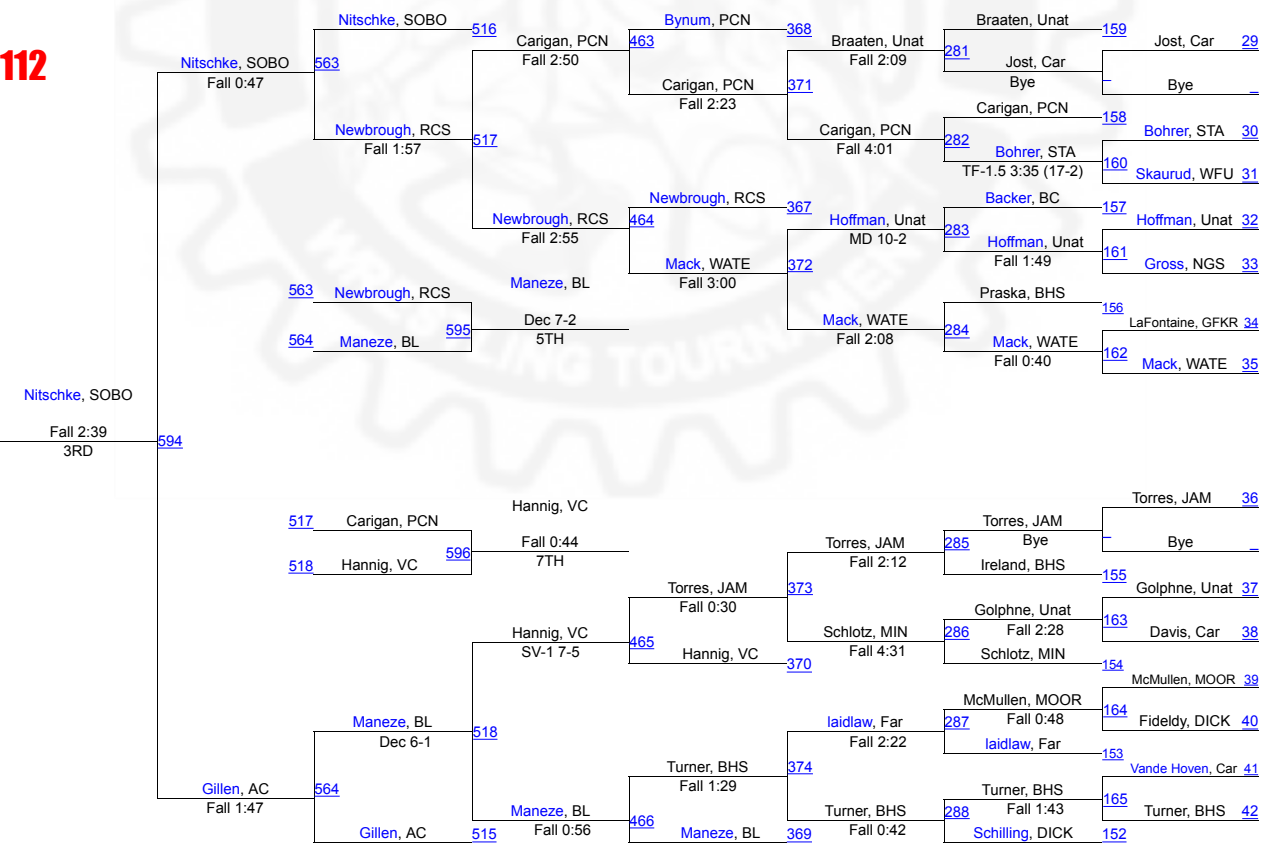 112
Nitschke, SOBO
516
Bynum, PCN
368
Braaten, Unat
159
Jost, Car 29
Carigan, PCN
463
Fall 2:50
Braaten, Unat
Fall 2:09
281
Jost, Car
Bye
_
Bye _
Nitschke, SOBO
Fall 0:47
563
Carigan, PCN
Fall 2:23
371
Carigan, PCN
158
Bohrer, STA 30
Newbrough, RCS
Fall 1:57
517
Carigan, PCN
Fall 4:01
282
Bohrer, STA
TF-1.5 3:35 (17-2)
160
Skaurud, WFU 31
Newbrough, RCS
367
Backer, BC
157
Hoffman, Unat 32
Newbrough, RCS
Fall 2:55
464
Hoffman, Unat
MD 10-2
283
Hoffman, Unat
Fall 1:49
161
Gross, NGS 33
Mack, WATE
Fall 3:00
372
Maneze, BL
563 Newbrough, RCS
Praska, BHS
156
LaFontaine, GFKR 34
Dec 7-2
5TH
595
564 Maneze, BL
Mack, WATE
Fall 2:08
284
Mack, WATE
Fall 0:40
162
Mack, WATE 35
WRESTLING TOURNAMENT
Nitschke, SOBO
Fall 2:39
3RD
594
Hannig, VC
517 Carigan, PCN
Fall 0:44
7TH
596
518 Hannig, VC
Torres, JAM 36
Torres, JAM
Bye
_
Bye _
Torres, JAM
Fall 2:12
285
Ireland, BHS
155
Torres, JAM
Fall 0:30
373
Golphne, Unat 37
Hannig, VC
SV-1 7-5
465
Golphne, Unat
Fall 2:28
163
Davis, Car 38
Schlotz, MIN
Fall 4:31
286
Schlotz, MIN
154
Hannig, VC
370
McMullen, MOOR 39
Maneze, BL
Dec 6-1
518
McMullen, MOOR
Fall 0:48
164
Fideldy, DICK 40
laidlaw, Far
Fall 2:22
287
laidlaw, Far
153
Turner, BHS
Fall 1:29
374
Vande Hoven, Car 41
Gillen, AC
Fall 1:47
564
Turner, BHS
Fall 1:43
165
Turner, BHS 42
Maneze, BL
Fall 0:56
466
Turner, BHS
Fall 0:42
288
Schilling, DICK
152
Gillen, AC
515
Maneze, BL
369